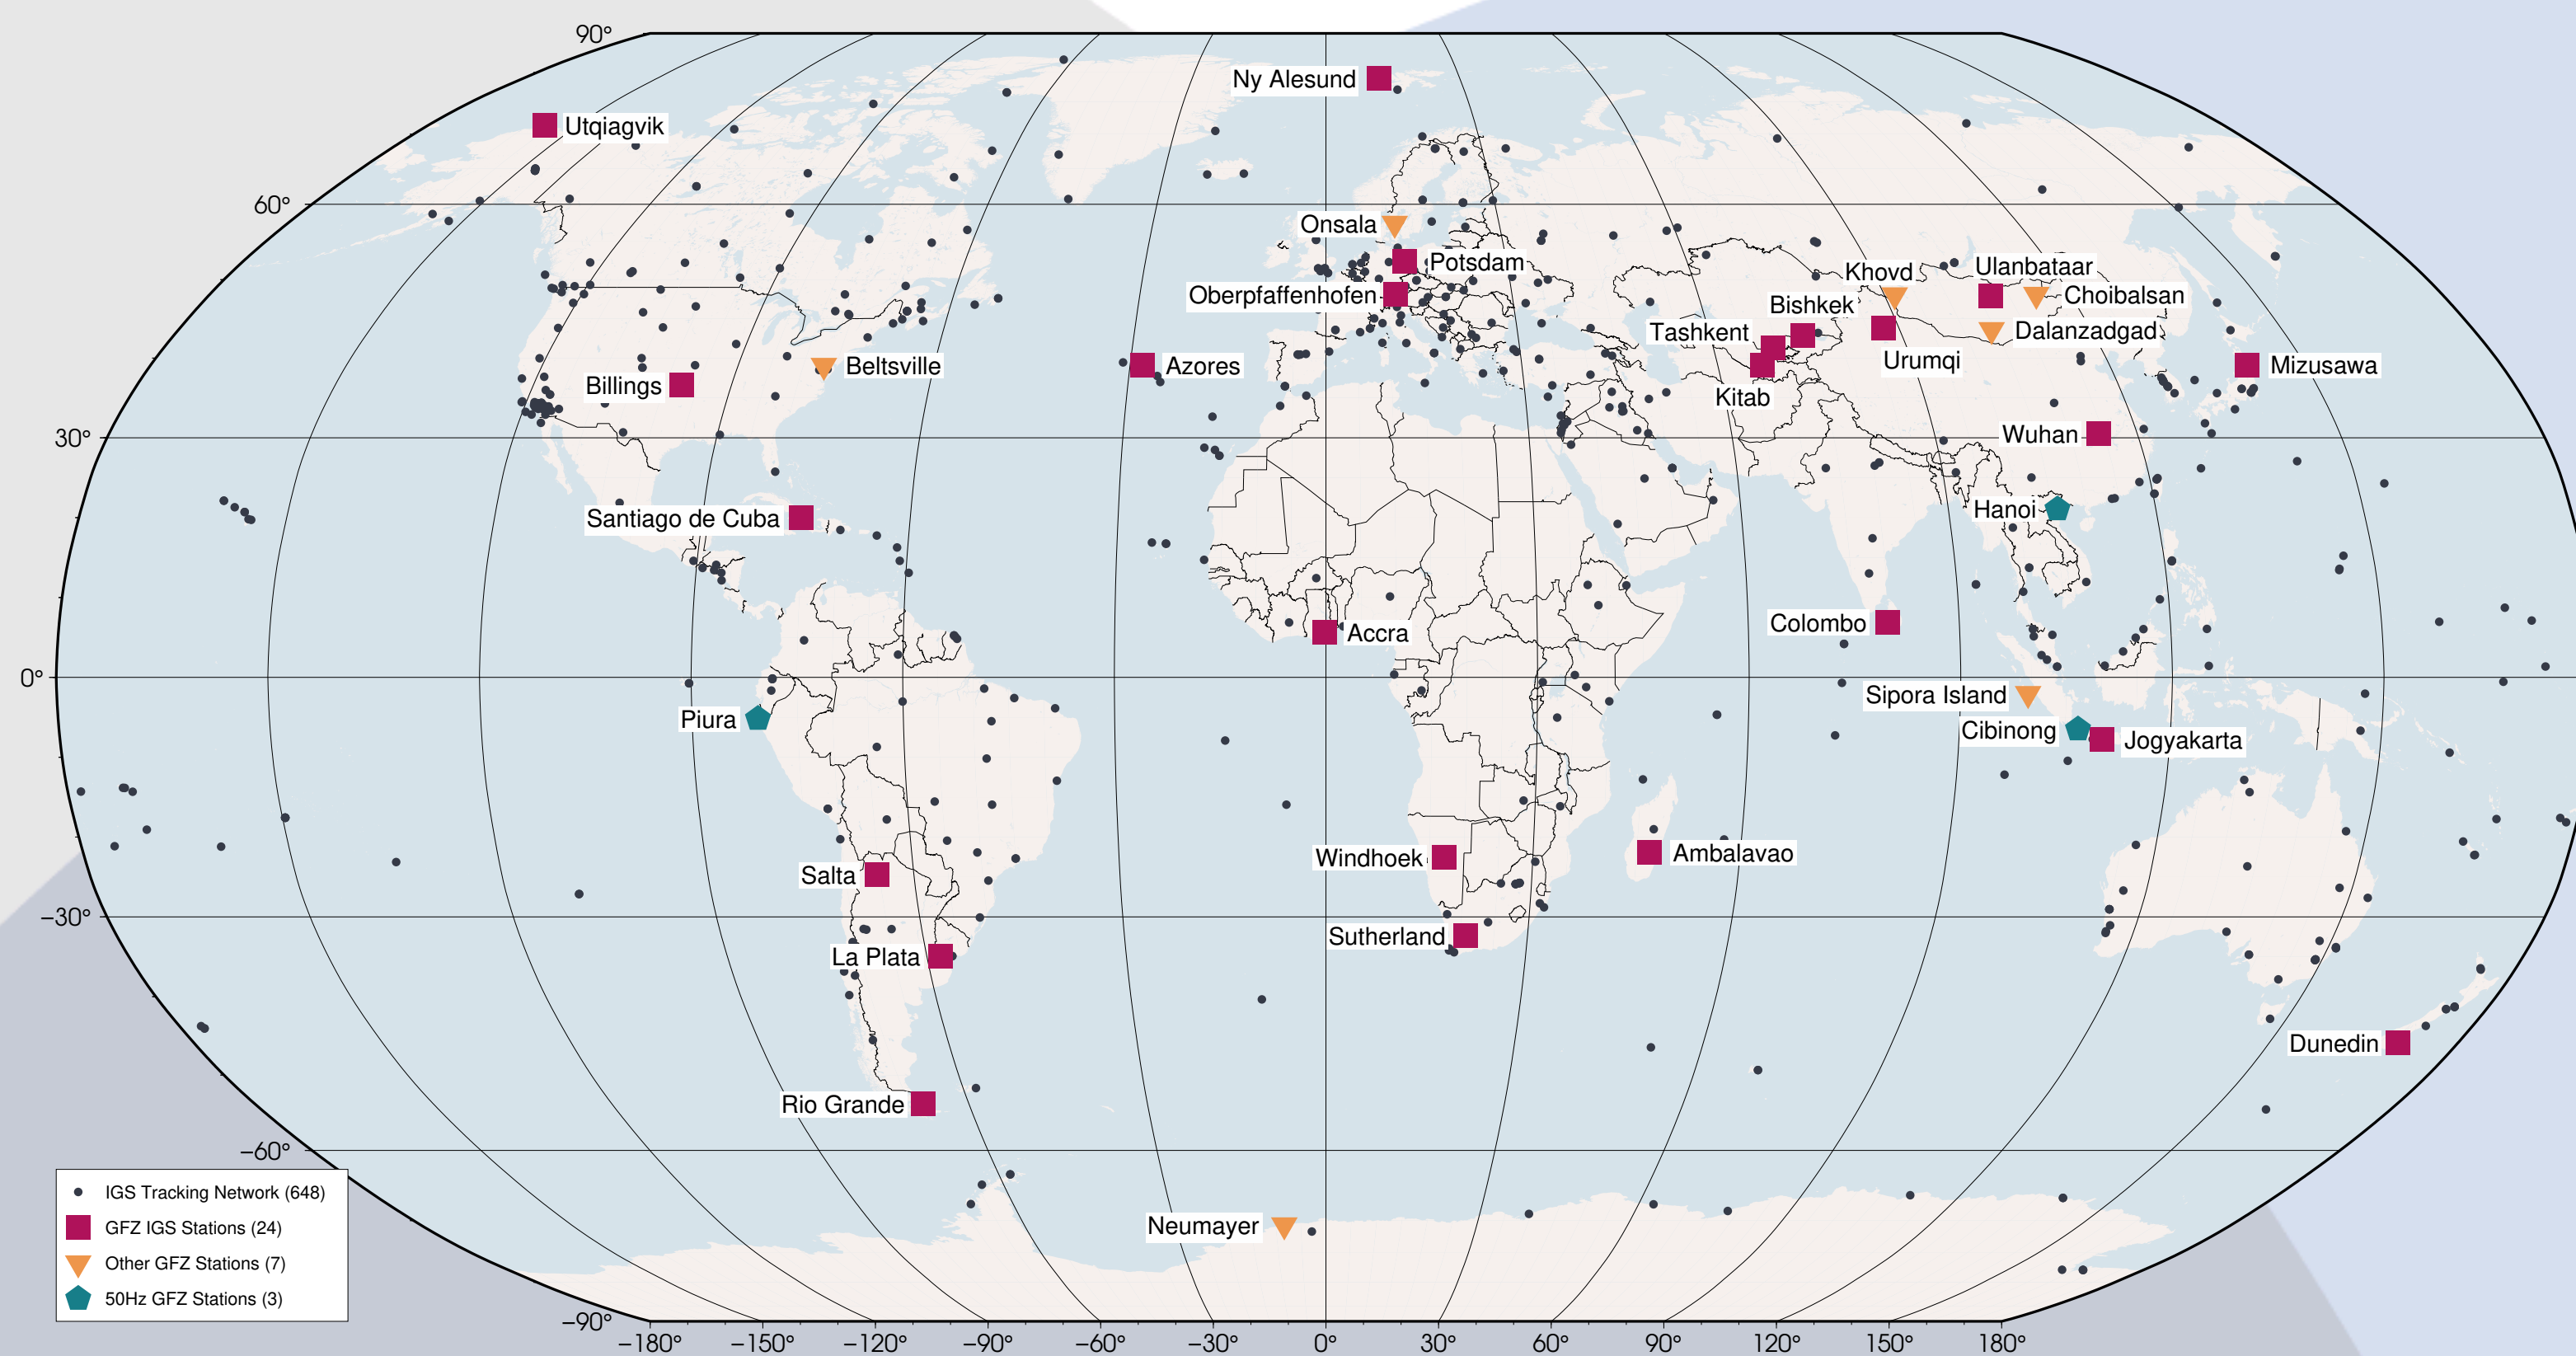 90°
Ny Alesund
Utqiagvik
60°
Onsala
Potsdam
Khovd
Ulanbataar
Oberpfaffenhofen
Choibalsan
Bishkek
Tashkent
Dalanzadgad
Urumqi
Beltsville
Azores
Mizusawa
Billings
Kitab
30°
Wuhan
Hanoi
Santiago de Cuba
Colombo
Accra
0°
Sipora Island
Piura
Cibinong
Jogyakarta
Windhoek
Ambalavao
Salta
−30°
Sutherland
La Plata
Dunedin
Rio Grande
−60°
IGS Tracking Network (648)
GFZ IGS Stations (24)
Other GFZ Stations (7)
50Hz GFZ Stations (3)
Neumayer
−90°
−180° −150° −120° −90° −60° −30° 0° 30° 60° 90° 120° 150° 180°